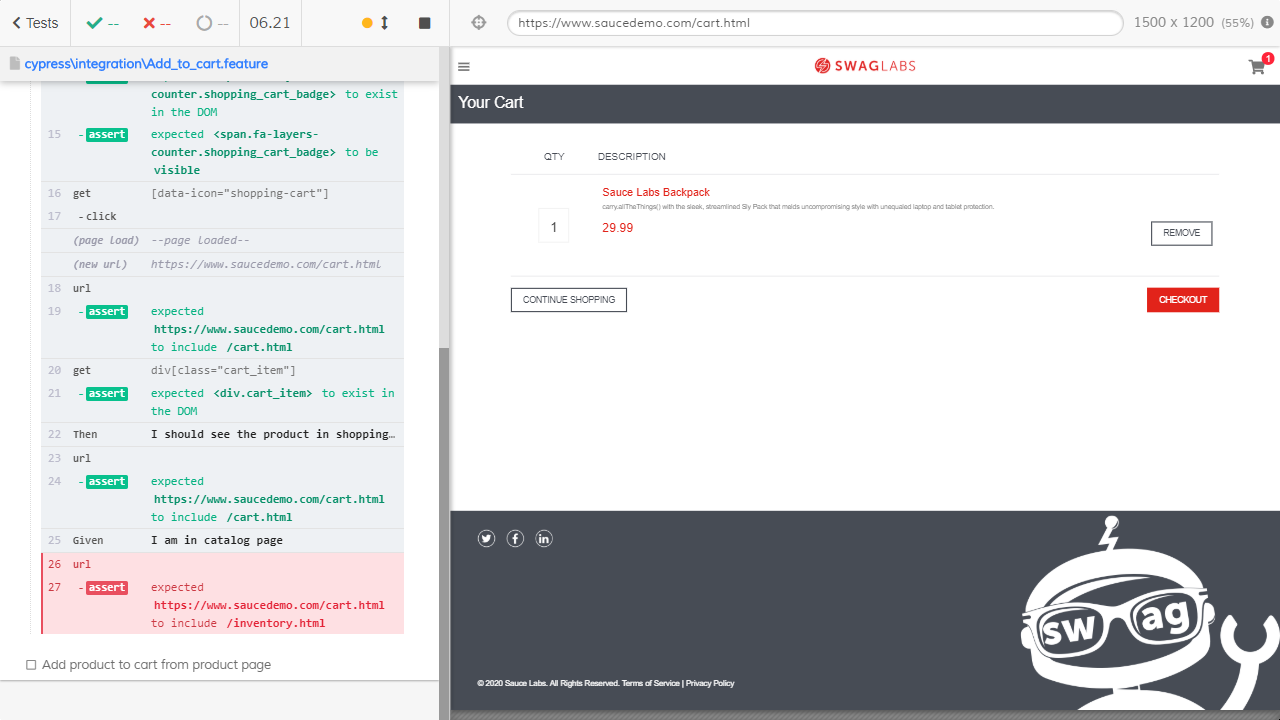 Tests -- -- -- 06.21
https://www.saucedemo.com/cart.html 1500 x 1200 (55%)
cypress\integration\Add_to_cart.feature
counter.shopping_cart_badge> to exist
in the DOM
15 -assert expected <span.fa-layers-
counter.shopping_cart_badge> to be
visible
16 get [data-icon="shopping-cart"]
17 -click
(page load) --page loaded--
(new url) https://www.saucedemo.com/cart.html
18 url
19 -assert expected
https://www.saucedemo.com/cart.html
to include /cart.html
20 get div[class="cart_item"]
21 -assert expected <div.cart_item> to exist in
the DOM
22 Then I should see the product in shopping…
23 url
24 -assert expected
https://www.saucedemo.com/cart.html
to include /cart.html
25 Given I am in catalog page
26 url
27 -assert expected
https://www.saucedemo.com/cart.html
to include /inventory.html
Add product to cart from product page
SWAGLABS
1
Your Cart
QTY DESCRIPTION
Sauce Labs Backpack
carry.allTheThings() with the sleek, streamlined Sly Pack that melds uncompromising style with unequaled laptop and tablet protection.
1 29.99
REMOVE
CONTINUE SHOPPING CHECKOUT
swag
© 2020 Sauce Labs. All Rights Reserved. Terms of Service | Privacy Policy